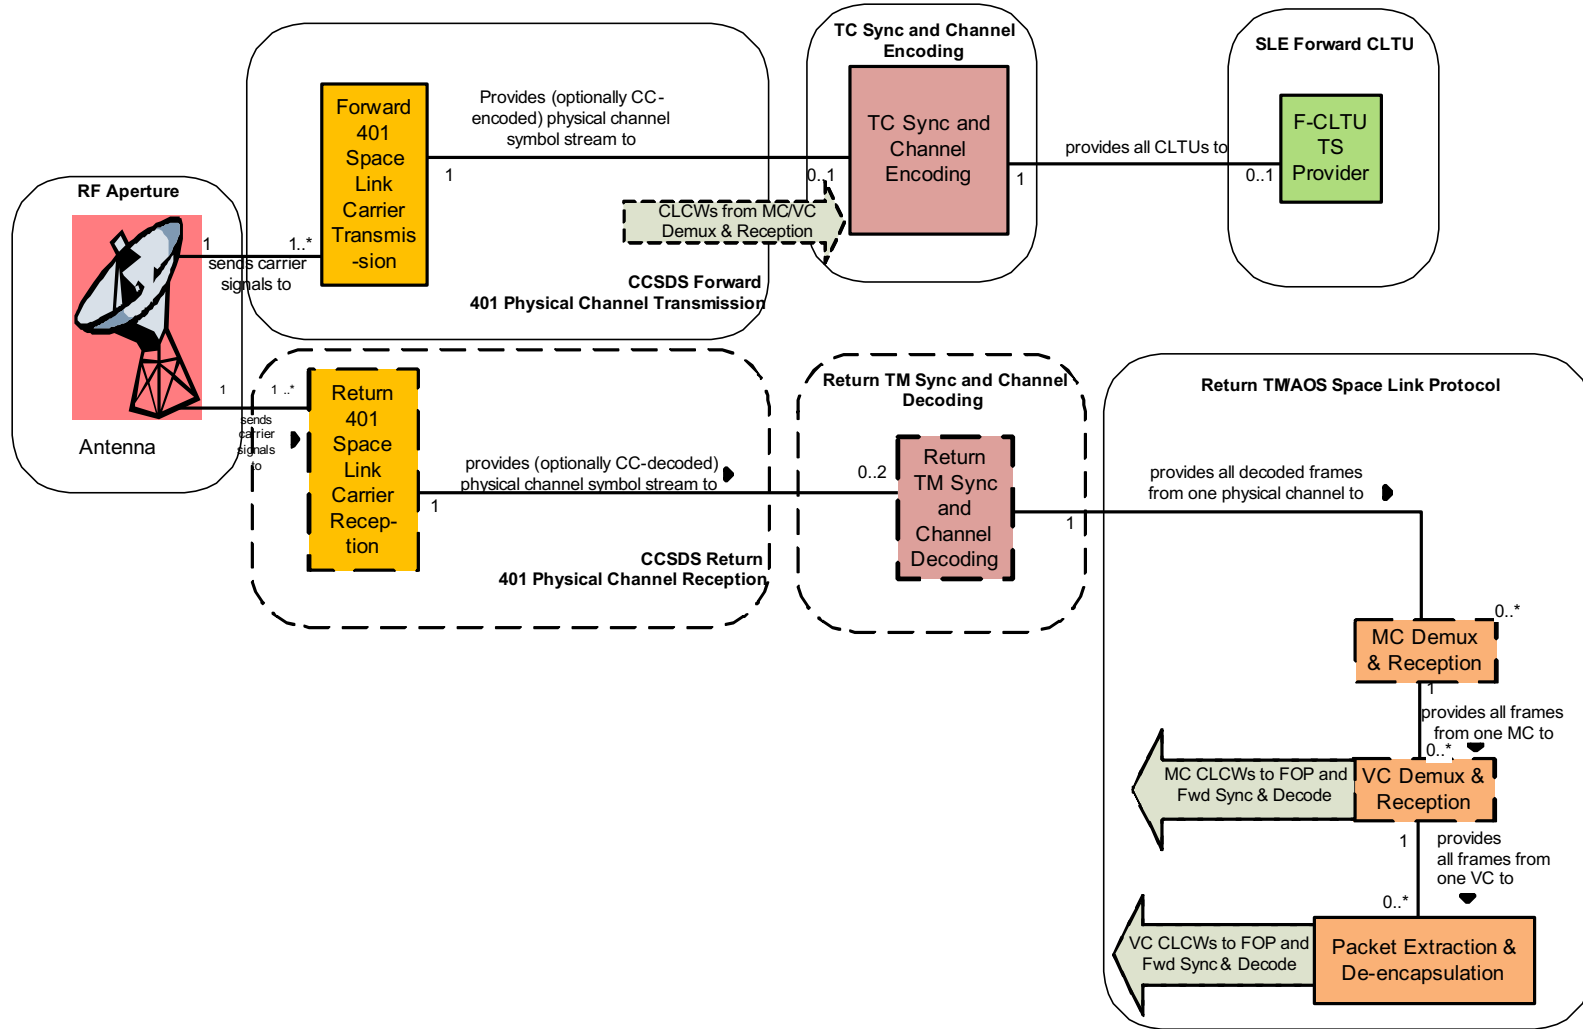 TC Sync and Channel
Encoding
SLE Forward CLTU
Forward
401
Space
Link
Carrier
Transmis
-sion
Provides (optionally CC-
encoded) physical channel
symbol stream to
1
0..1
TC Sync and
Channel
Encoding
1
provides all CLTUs to
0..1
F-CLTU
TS
Provider
CLCWs from MC/VC
Demux & Reception
RF Aperture
1
1..*
sends carrier
signals to
CCSDS Forward
401 Physical Channel Transmission
Antenna
1
1 ..*
sends
carrier
signals
to
Return
401
Space
Link
Carrier
Recep-
tion
provides (optionally CC-decoded)
physical channel symbol stream to
1
0..2
CCSDS Return
401 Physical Channel Reception
Return TM Sync and Channel
Decoding
Return
TM Sync
and
Channel
Decoding
1
Return TM/AOS Space Link Protocol
provides all decoded frames
from one physical channel to
0..*
MC Demux
& Reception
1
provides all frames
from one MC to
0..*
VC Demux &
Reception
MC CLCWs to FOP and
Fwd Sync & Decode
1
provides
all frames from
one VC to
0..*
Packet Extraction &
De-encapsulation
VC CLCWs to FOP and
Fwd Sync & Decode